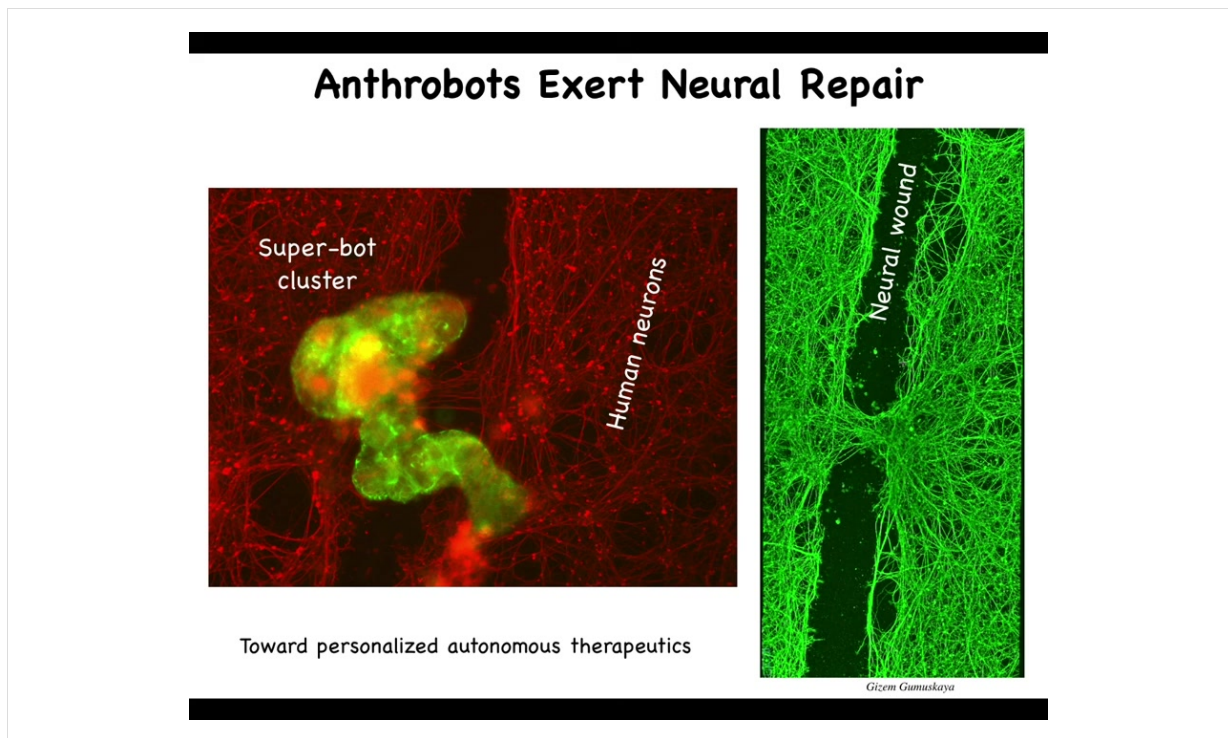 Anthrobots Exert Neural Repair
Super-bot
cluster
Human neurons
Neural wound
Toward personalized autonomous therapeutics
Gizem Gumuskaya